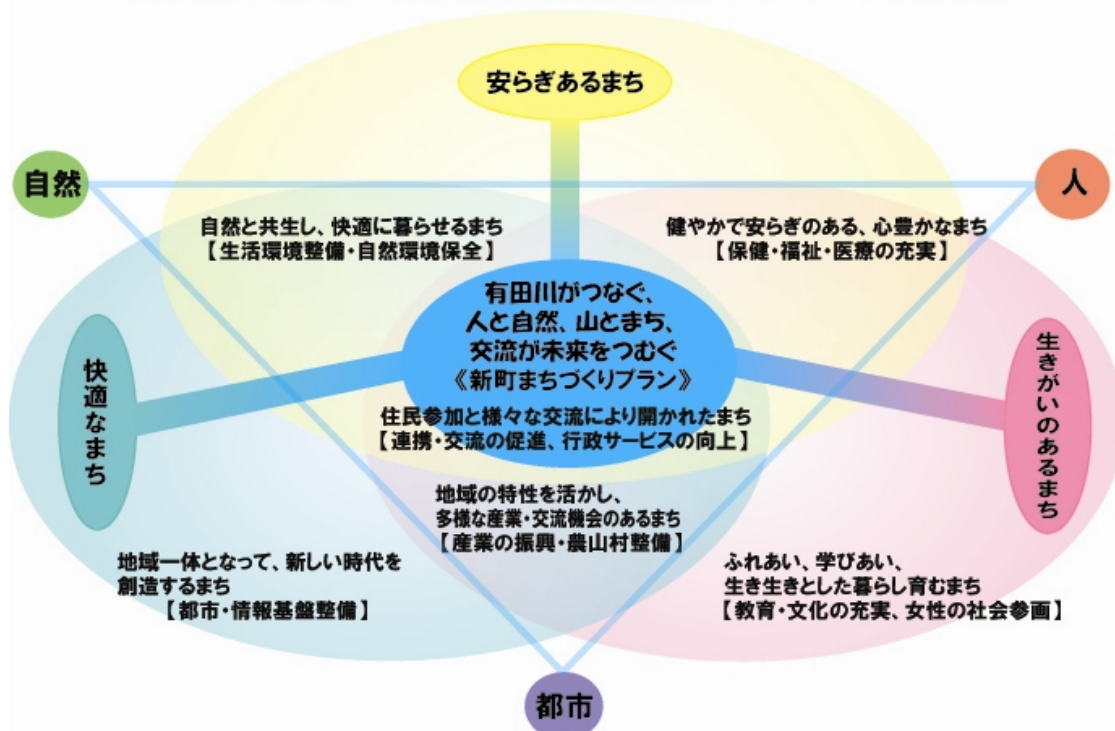 安らぎあるまち
自然
人
自然と共生し、快適に暮らせるまち
【生活環境整備・自然環境保全】
健やかで安らぎのある、心豊かなまち
【保健・福祉・医療の充実】
有田川がつなぐ、
人と自然、山とまち、
交流が未来をつむぐ
《新町まちづくりプラン》
快適なまち
生きがいのあるまち
住民参加と様々な交流により開かれたまち
【連携・交流の促進、行政サービスの向上】
地域の特性を活かし、
多様な産業・交流機会のあるまち
【産業の振興・農山村整備】
地域一体となって、新しい時代を
創造するまち
【都市・情報基盤整備】
ふれあい、学びあい、
生き生きとした暮らし育むまち
【教育・文化の充実、女性の社会参画】
都市